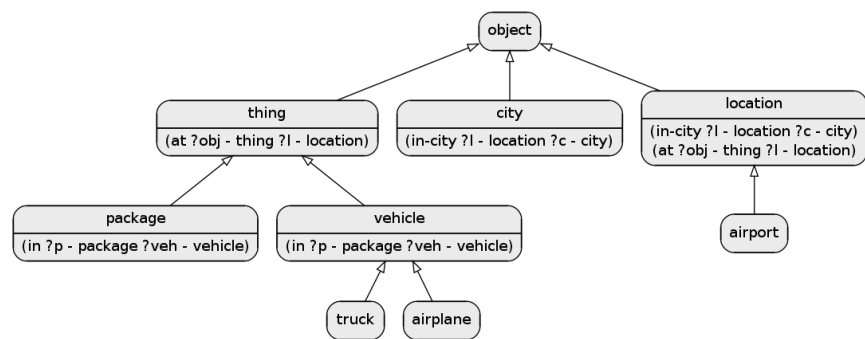 object
thing
(at ?obj - thing ?l - location)
city
(in-city ?l - location ?c - city)
location
(in-city ?l - location ?c - city)
(at ?obj - thing ?l - location)
package
(in ?p - package ?veh - vehicle)
vehicle
(in ?p - package ?veh - vehicle)
airport
truck
airplane